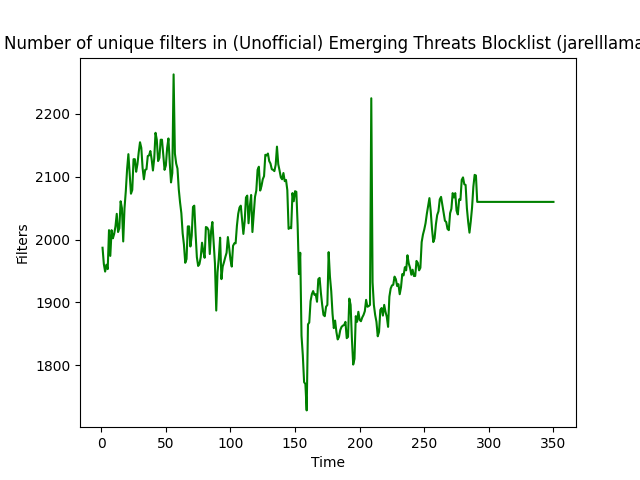 Number of unique filters in (Unofficial) Emerging Threats Blocklist (jarelllama
Filters
2200
2100
2000
1900
1800
0 50 100 150 200 250 300 350
Time